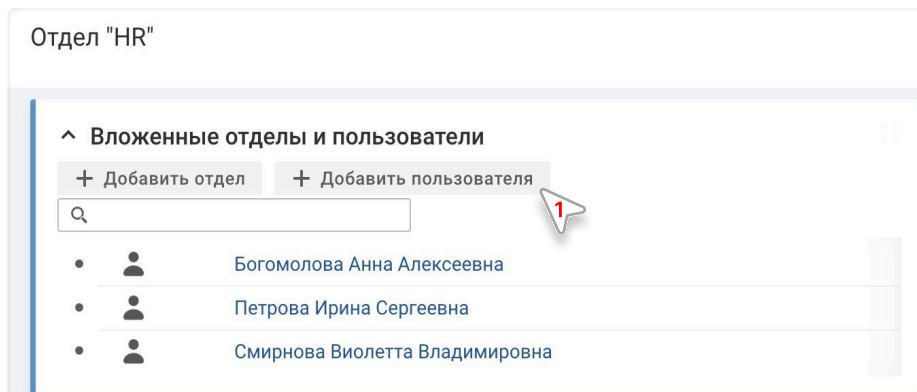 Отдел "HR"
Вложенные отделы и пользователи
+ Добавить отдел + Добавить пользователя
1
Богомолова Анна Алексеевна
Петрова Ирина Сергеевна
Смирнова Виолетта Владимировна